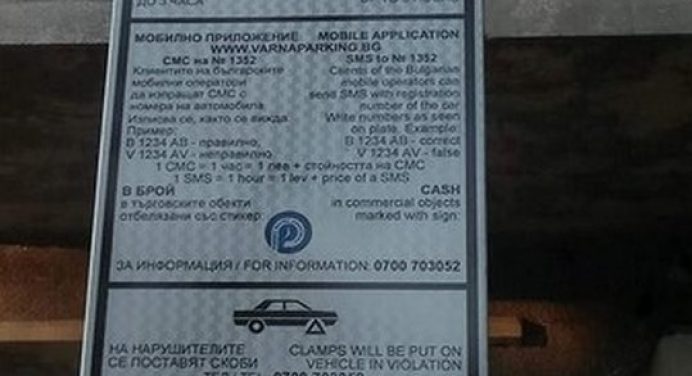 ДО 3 ЧАСА
МОБИЛНО ПРИЛОЖЕНИЕ MOBILE APPLICATION
WWW.VARNAPARKING.BG
СМС на № 1352 SMS to № 1352
Клиентите на българските Clients of the Bulgarian
мобилни оператори mobile operators can
да изпращат СМС с send SMS with registration
номера на автомобила. number of the car
Изписва се, както се вижда. Write numbers as seen
Пример: on plate. Example:
В 1234 АВ - правилно, B 1234 AB - correct
V 1234 AV - неправилно V 1234 AV - false
1 СМС = 1 час = 1 лев + стойността на СМС
1 SMS = 1 hour = 1 lev + price of a SMS
В БРОЙ CASH
в търговските обекти in commercial objects
отбелязани със стикер: marked with sign:
ЗА ИНФОРМАЦИЯ / FOR INFORMATION: 0700 703052
НА НАРУШИТЕЛИТЕ CLAMPS WILL BE PUT ON
СЕ ПОСТАВЯТ СКОБИ VEHICLE IN VIOLATION